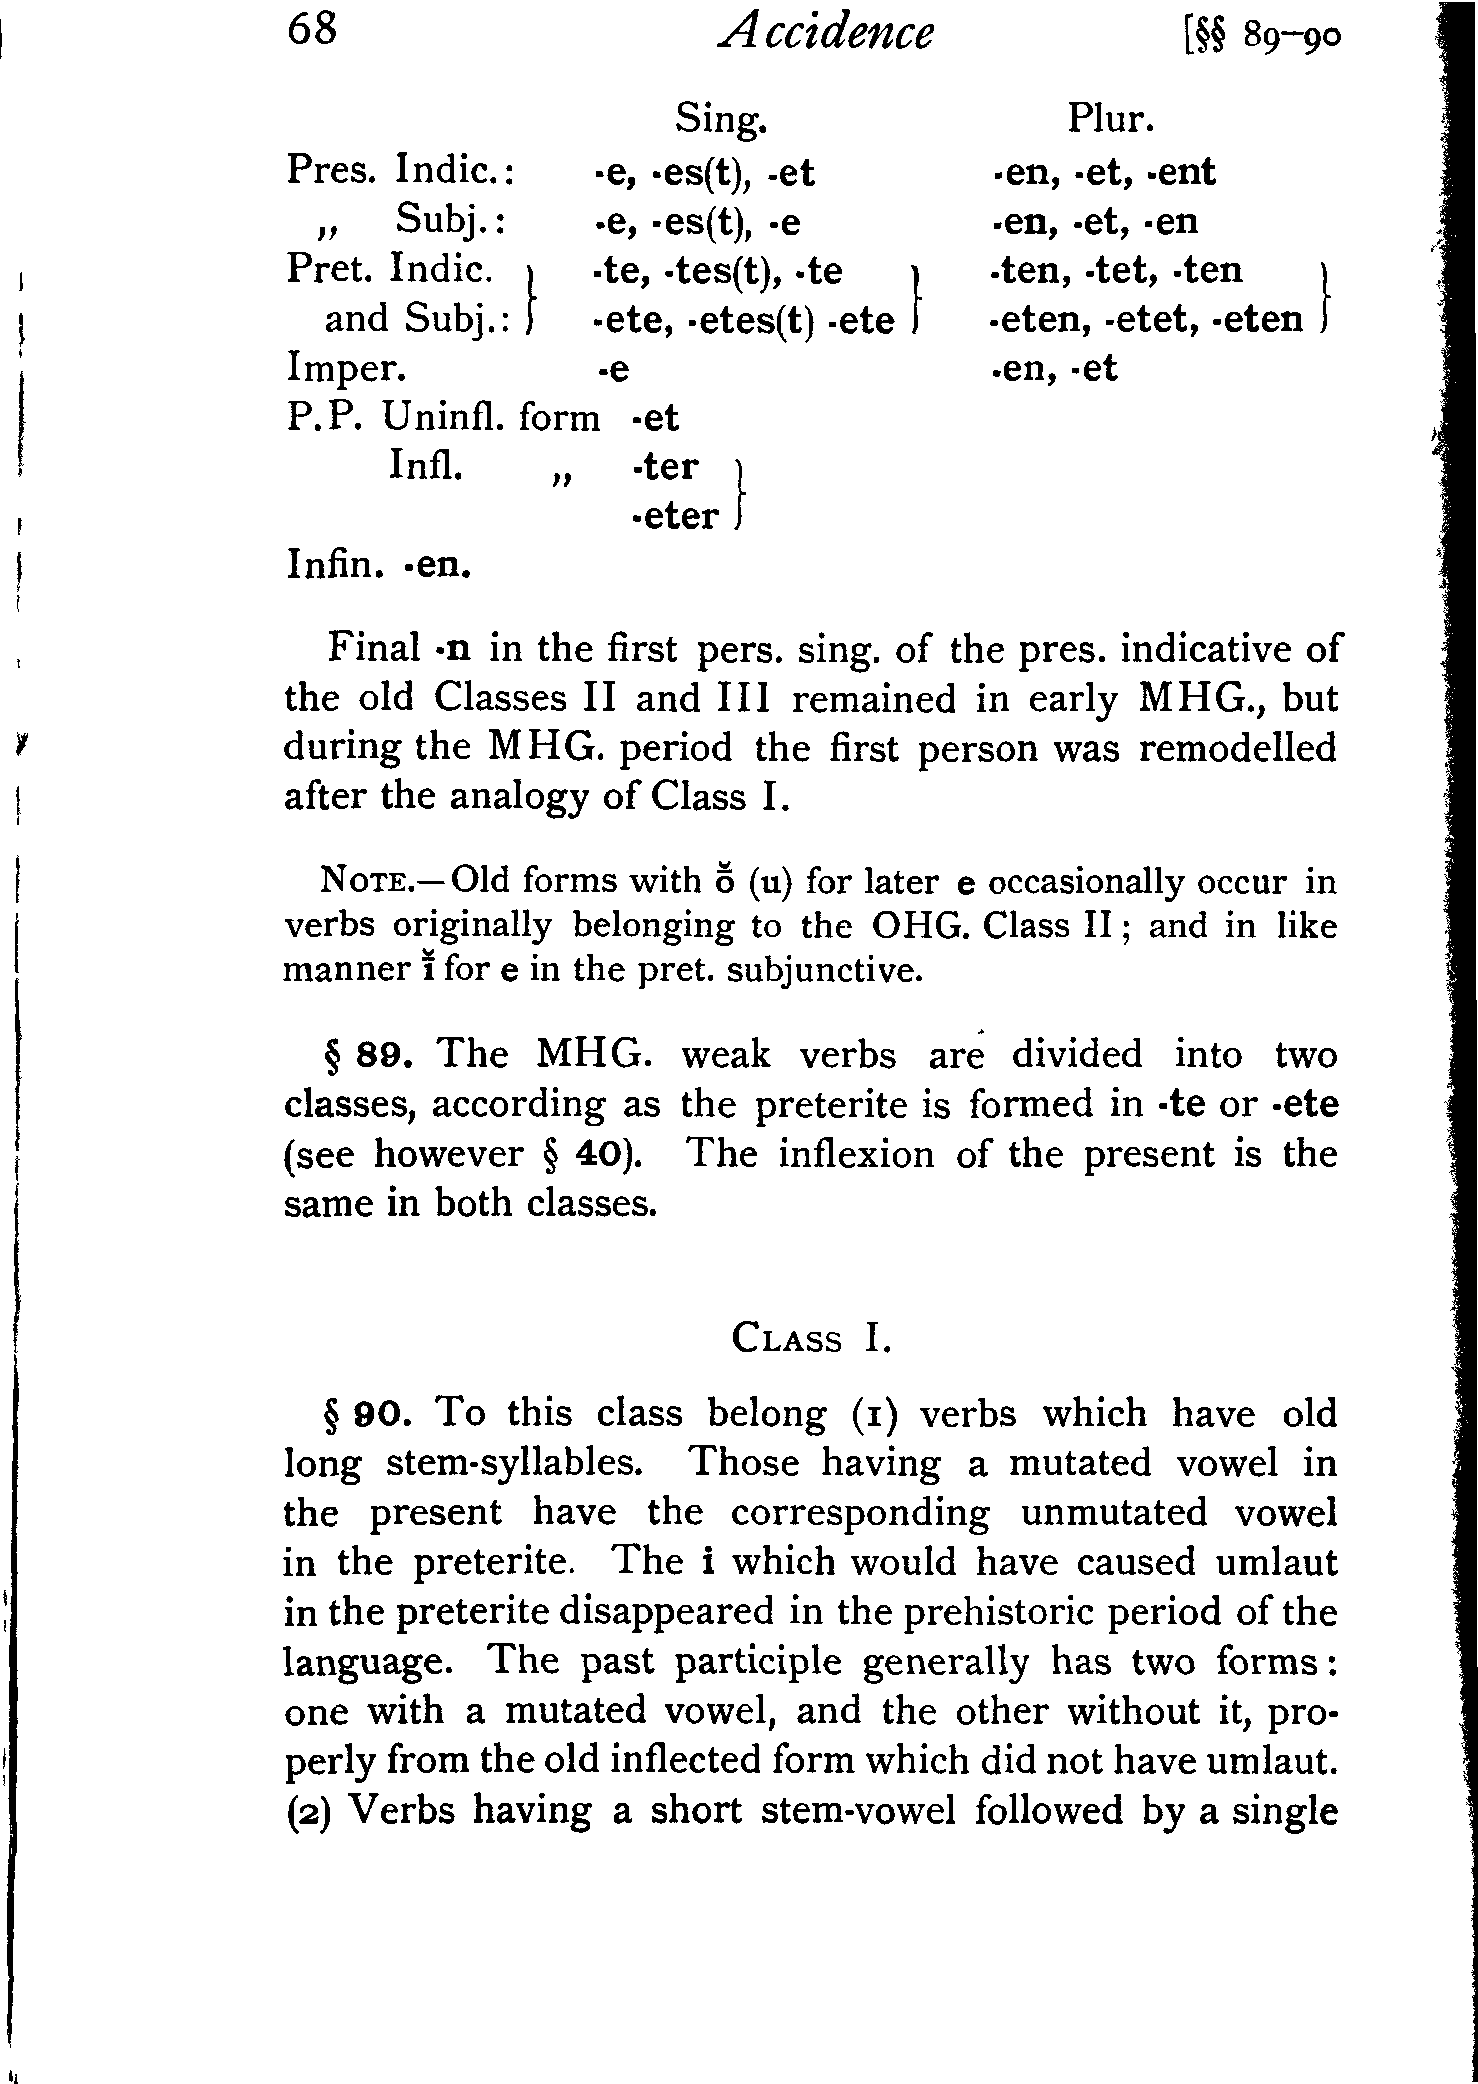 68 Accidence [§§ 89–90
Sing. Plur.
Pres. Indic.: -e, -es(t), -et -en, -et, -ent
„ Subj.: -e, -es(t), -e -en, -et, -en
Pret. Indic. } -te, -tes(t), -te } -ten, -tet, -ten }
and Subj.: } -ete, -etes(t) -ete } -eten, -etet, -eten }
Imper. -e -en, -et
P.P. Uninfl. form -et
Infl. „ -ter }
-eter }
Infin. -en.
Final -n in the first pers. sing. of the pres. indicative of
the old Classes II and III remained in early MHG., but
during the MHG. period the first person was remodelled
after the analogy of Class I.
NOTE.—Old forms with ō̆ (u) for later e occasionally occur in
verbs originally belonging to the OHG. Class II; and in like
manner ī̆ for e in the pret. subjunctive.
§ 89. The MHG. weak verbs are divided into two
classes, according as the preterite is formed in -te or -ete
(see however § 40). The inflexion of the present is the
same in both classes.
CLASS I.
§ 90. To this class belong (1) verbs which have old
long stem-syllables. Those having a mutated vowel in
the present have the corresponding unmutated vowel
in the preterite. The i which would have caused umlaut
in the preterite disappeared in the prehistoric period of the
language. The past participle generally has two forms:
one with a mutated vowel, and the other without it, pro-
perly from the old inflected form which did not have umlaut.
(2) Verbs having a short stem-vowel followed by a single